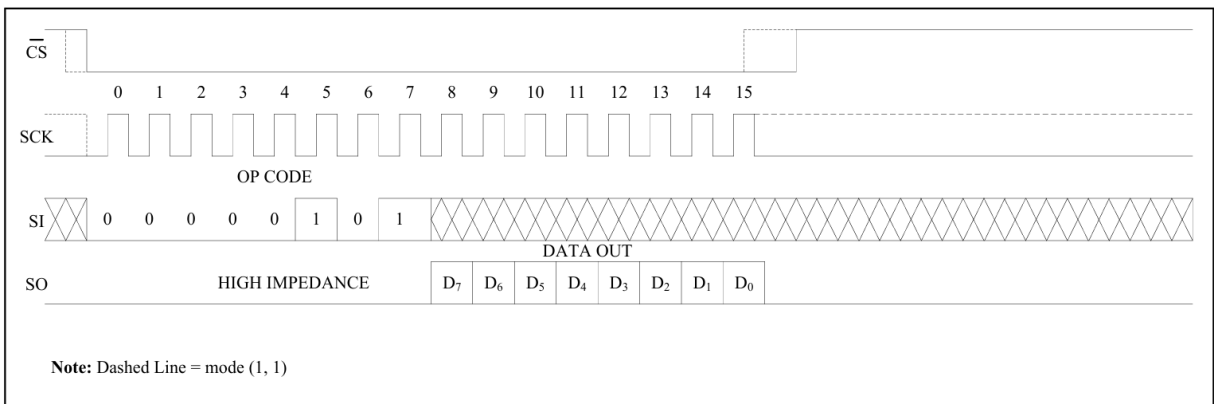 C̅S̅
0 1 2 3 4 5 6 7 8 9 10 11 12 13 14 15
SCK
OP CODE
SI 0 0 0 0 0 1 0 1
DATA OUT
SO HIGH IMPEDANCE D₇ D₆ D₅ D₄ D₃ D₂ D₁ D₀
Note: Dashed Line = mode (1, 1)